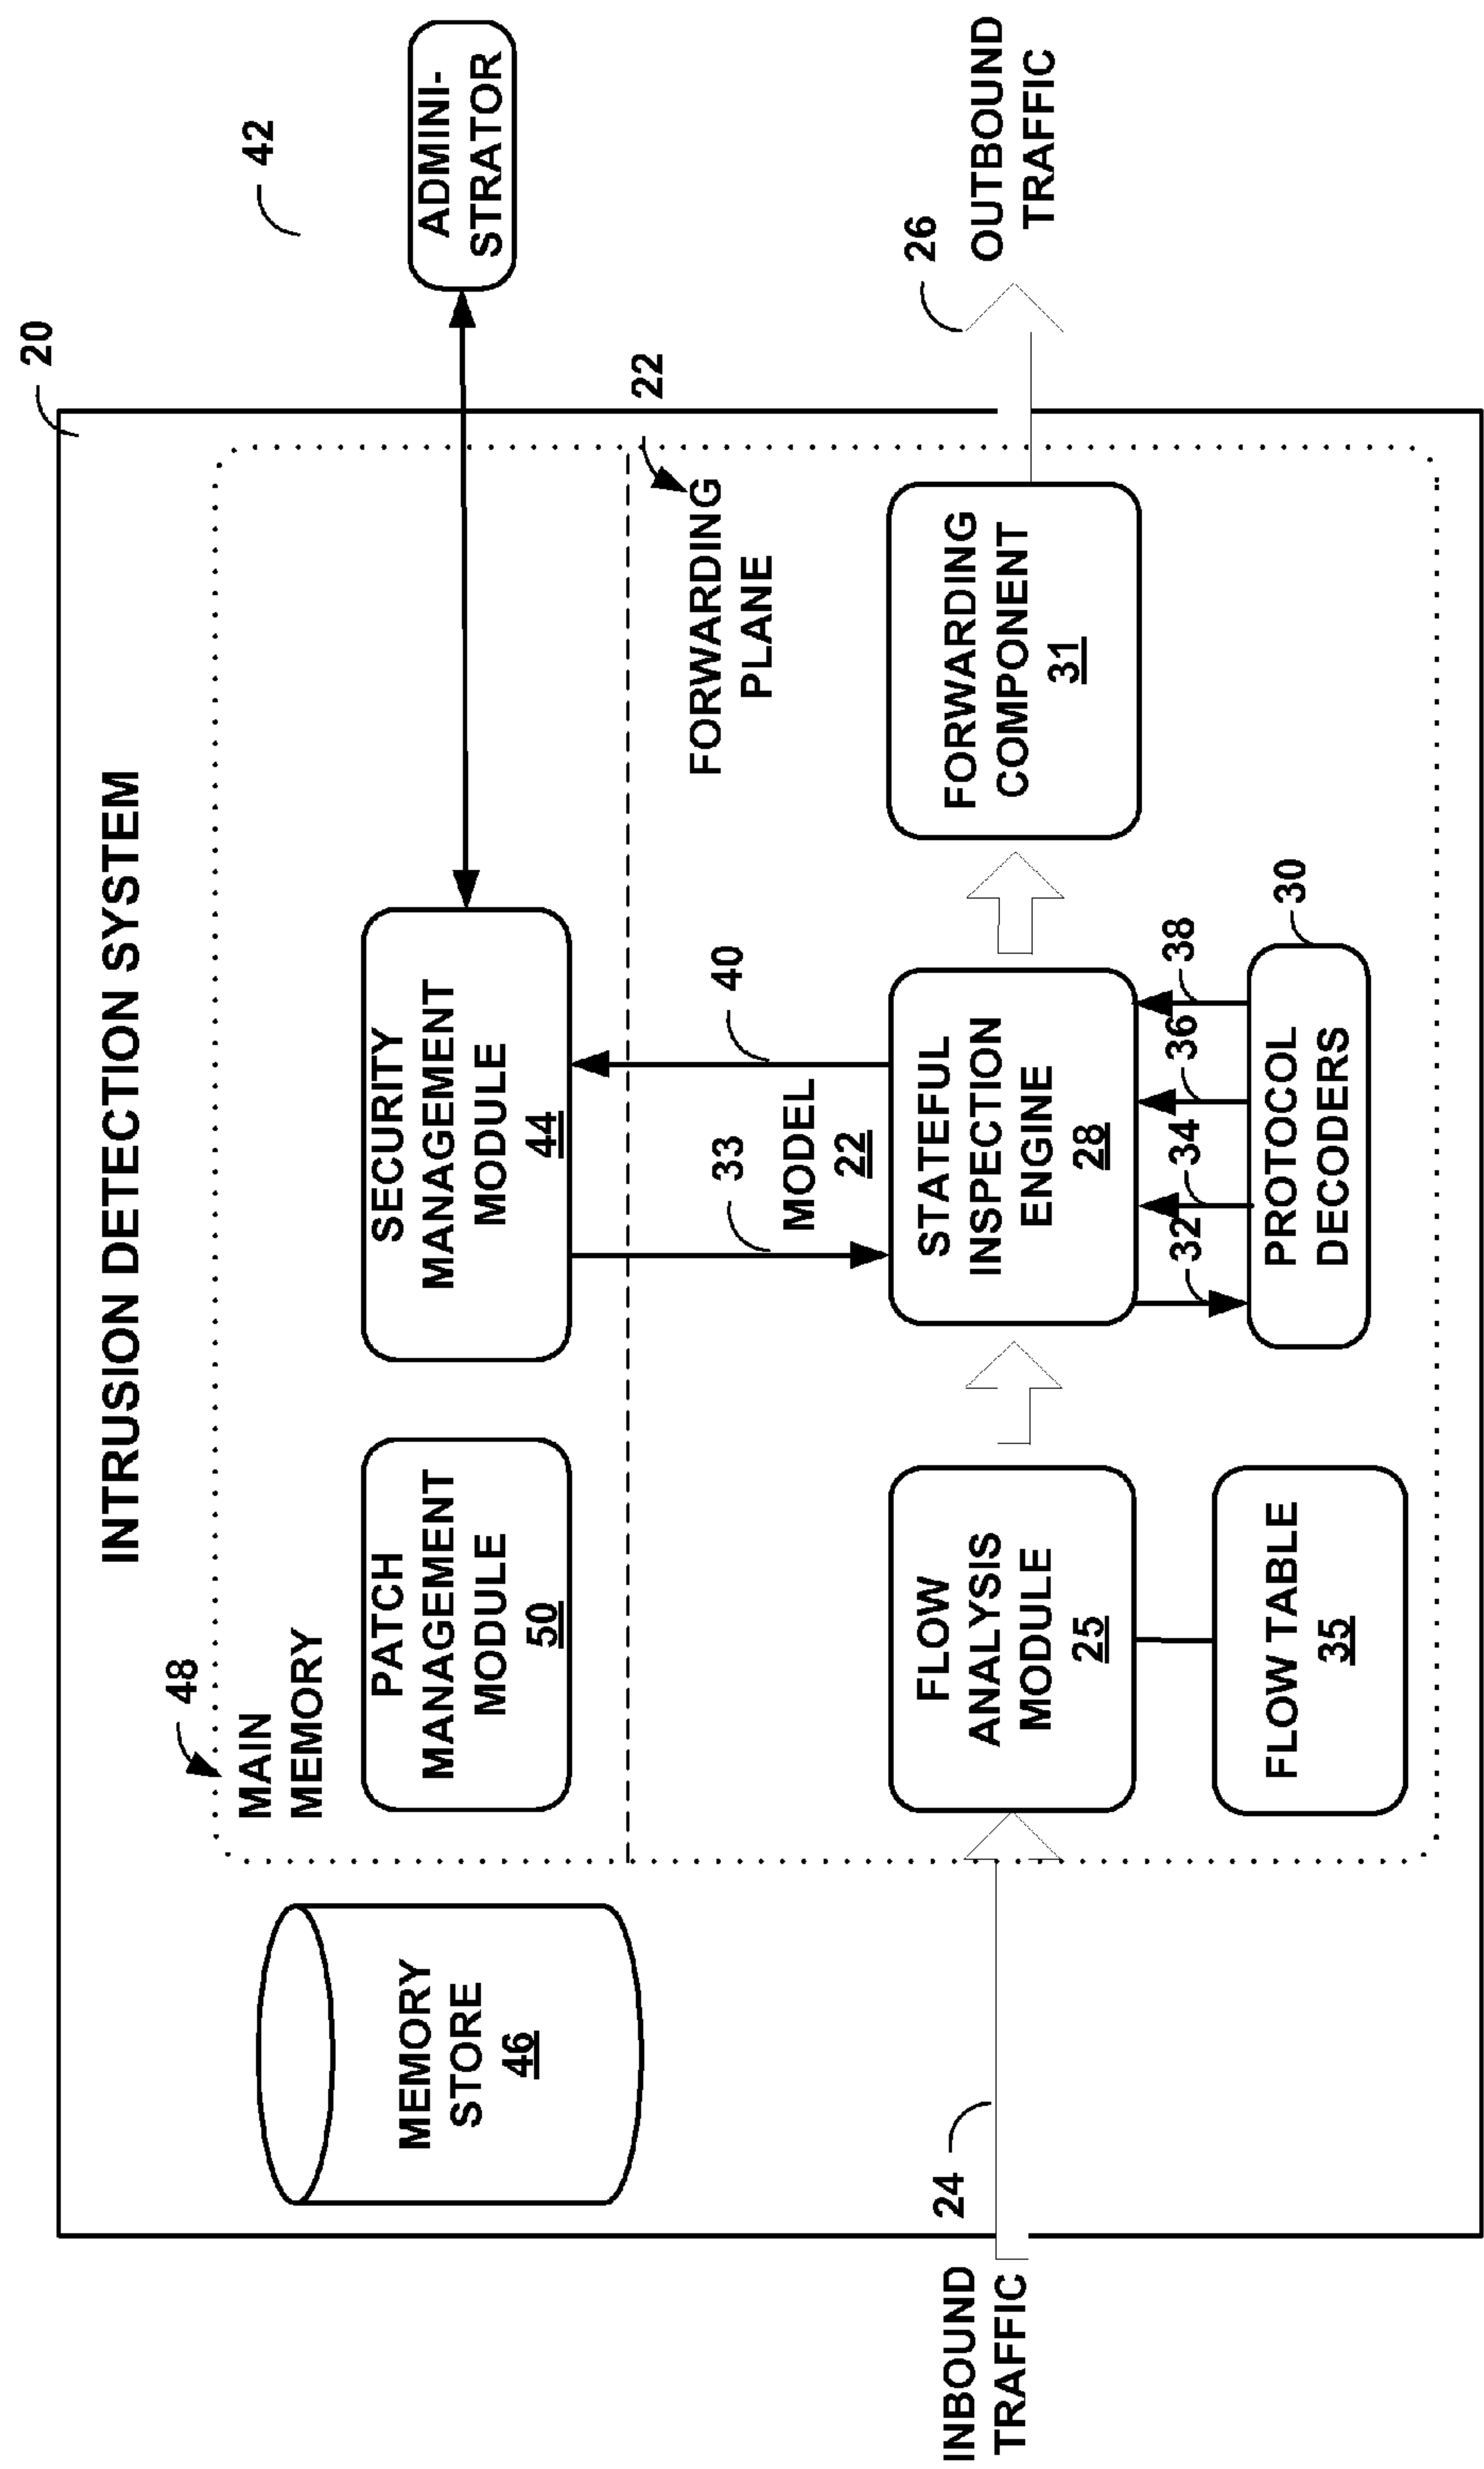 20
INTRUSION DETECTION SYSTEM
48
MAIN
MEMORY
42
MEMORY
STORE
46
PATCH
MANAGEMENT
MODULE
50
SECURITY
MANAGEMENT
MODULE
44
ADMINI-
STRATOR
22
FORWARDING
PLANE
33
40
MODEL
22
24
INBOUND
TRAFFIC
FLOW
ANALYSIS
MODULE
25
STATEFUL
INSPECTION
ENGINE
28
FORWARDING
COMPONENT
31
26
OUTBOUND
TRAFFIC
32
34
36
38
30
FLOW TABLE
35
PROTOCOL
DECODERS